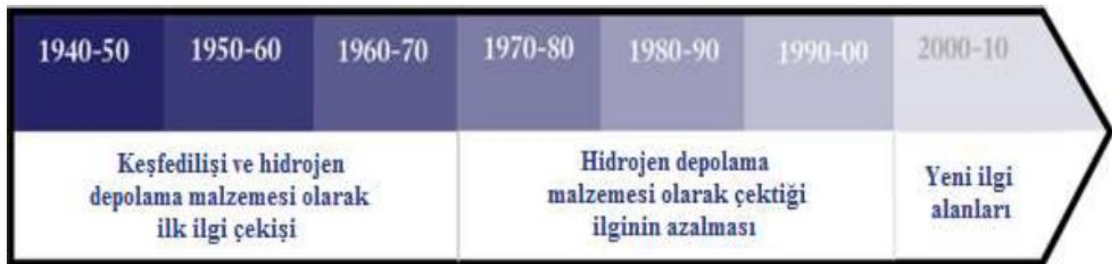 1940-50 1950-60 1960-70 1970-80 1980-90 1990-00 2000-10
Keşfedilişi ve hidrojen
depolama malzemesi olarak
ilk ilgi çekişi
Hidrojen depolama
malzemesi olarak çektiği
ilginin azalması
Yeni ilgi
alanları